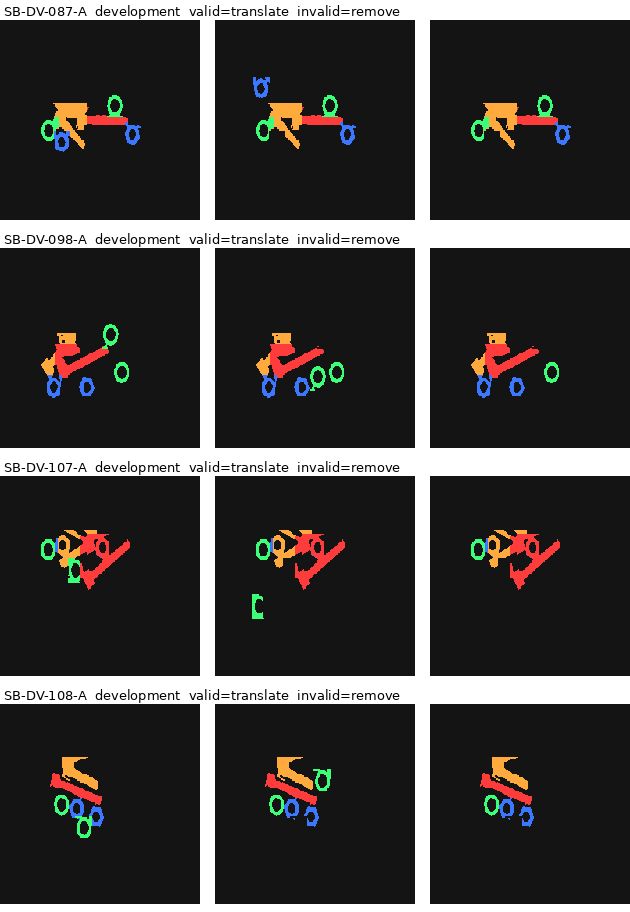 SB-DV-087-A development valid=translate invalid=remove
SB-DV-098-A development valid=translate invalid=remove
SB-DV-107-A development valid=translate invalid=remove
SB-DV-108-A development valid=translate invalid=remove